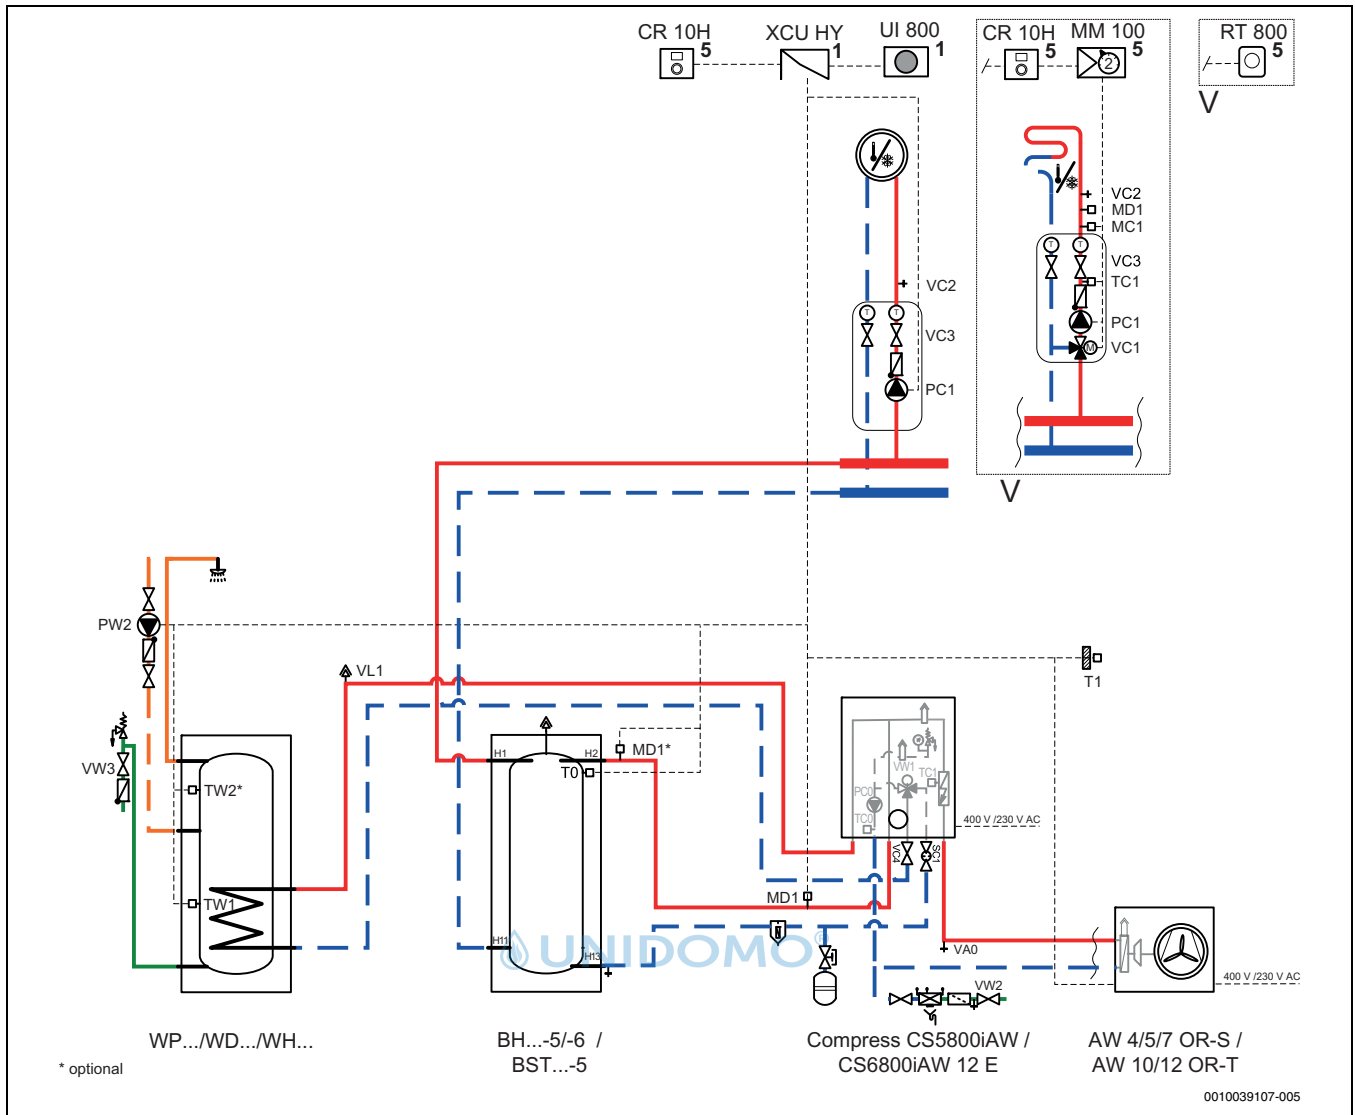 CR 10H
5
XCU HY
1
UI 800
1
CR 10H
5
MM 100
5
2
RT 800
5
V
VC2
MD1
MC1
T
T
VC3
TC1
PC1
VC1
M
V
VC2
T
T
VC3
PC1
PW2
VL1
T1
VW3
TW2*
TW1
H1
H2
MD1*
T0
H11
H13
VW1
TC1
PC0
TC0
400 V /230 V AC
VC4
SC1
MD1
VA0
VW2
400 V /230 V AC
UNIDOMO®
WP.../WD.../WH...
BH...-5/-6 /
BST...-5
Compress CS5800iAW /
CS6800iAW 12 E
AW 4/5/7 OR-S /
AW 10/12 OR-T
* optional
0010039107-005